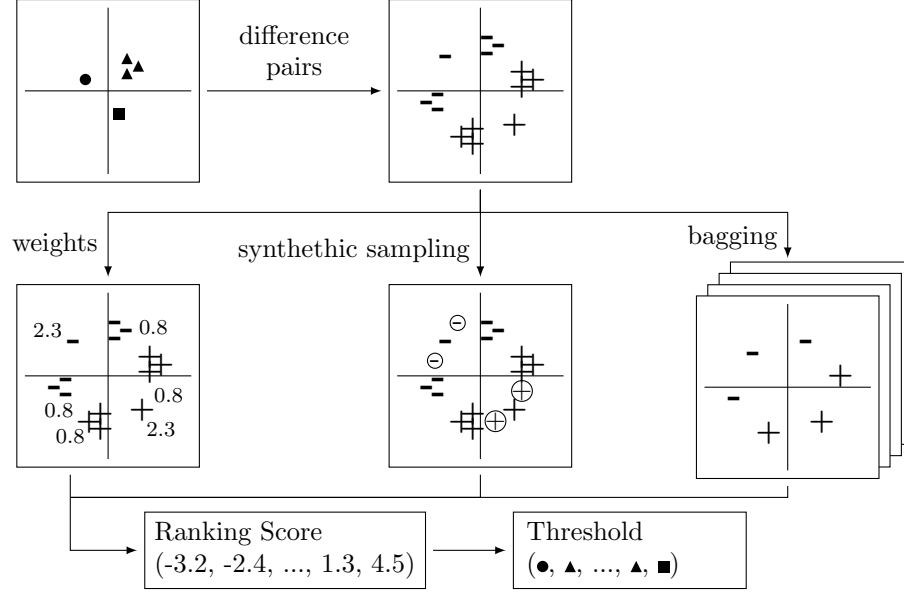 difference
pairs
weights
synthethic sampling
bagging
2.3
0.8
0.8
0.8
0.8
2.3
Ranking Score
(-3.2, -2.4, ..., 1.3, 4.5)
Threshold
(●, ▲, ..., ▲, ■)